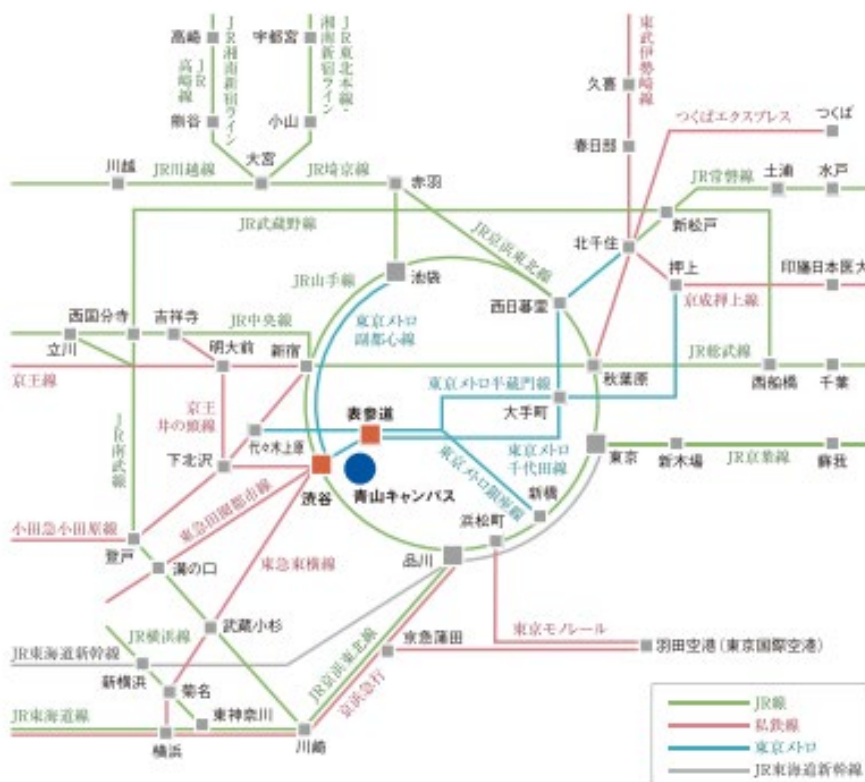 高崎
JR湘南新宿ライン
JR高崎線
熊谷
宇都宮
JR東北本線・
湘南新宿ライン
小山
大宮
川越
JR川越線
JR埼京線
赤羽
東武伊勢崎線
久喜
春日部
つくばエクスプレス
つくば
JR常磐線
土浦
水戸
新松戸
JR武蔵野線
JR京浜東北線
北千住
押上
印旛日本医大
京成押上線
JR山手線
池袋
西日暮里
東京メトロ
副都心線
西国分寺
吉祥寺
JR中央線
立川
明大前
新宿
京王線
JR総武線
秋葉原
西船橋
千葉
東京メトロ半蔵門線
大手町
京王
井の頭線
表参道
代々木上原
下北沢
JR南武線
渋谷
青山キャンパス
東京メトロ
千代田線
東京メトロ銀座線
新橋
東京
新木場
JR京葉線
蘇我
浜松町
品川
小田急小田原線
東急田園都市線
登戸
溝の口
東急東横線
武蔵小杉
JR横浜線
JR東海道新幹線
新横浜
菊名
東神奈川
JR東海道線
横浜
川崎
JR京浜東北線
京浜急行
京急蒲田
東京モノレール
羽田空港（東京国際空港）
JR線
私鉄線
東京メトロ
JR東海道新幹線